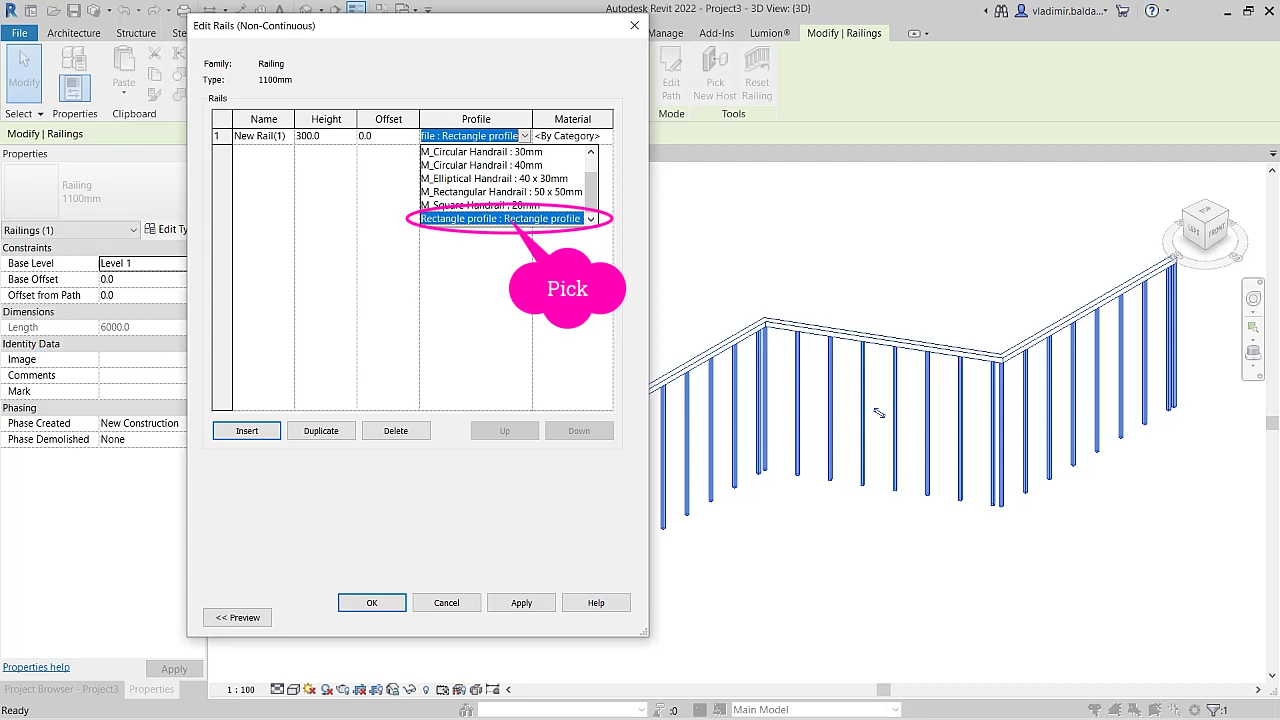 Autodesk Revit 2022 - Project3 - 3D View: {3D}
vladimir.balda...
File
Architecture
Structure
Ste
Manage
Add-Ins
Lumion®
Modify | Railings
Modify
Paste
Edit
Path
Pick
New Host
Reset
Railing
Select
Properties
Clipboard
Mode
Tools
Modify | Railings
Properties
Railing
1100mm
Railings (1)
Edit Ty
Constraints
Base Level
Level 1
Base Offset
0.0
Offset from Path
0.0
Dimensions
Length
6000.0
Identity Data
Image
Comments
Mark
Phasing
Phase Created
New Construction
Phase Demolished
None
Properties help
Apply
Project Browser - Project3
Properties
Edit Rails (Non-Continuous)
Family:
Railing
Type:
1100mm
Rails
Name
Height
Offset
Profile
Material
1
New Rail(1)
300.0
0.0
file : Rectangle profile
<By Category>
M_Circular Handrail : 30mm
M_Circular Handrail : 40mm
M_Elliptical Handrail : 40 x 30mm
M_Rectangular Handrail : 50 x 50mm
M_Square Handrail : 20mm
Rectangle profile : Rectangle profile
Pick
Insert
Duplicate
Delete
Up
Down
OK
Cancel
Apply
Help
<< Preview
LEFT
FRONT
1 : 100
Ready
:0
Main Model
:1